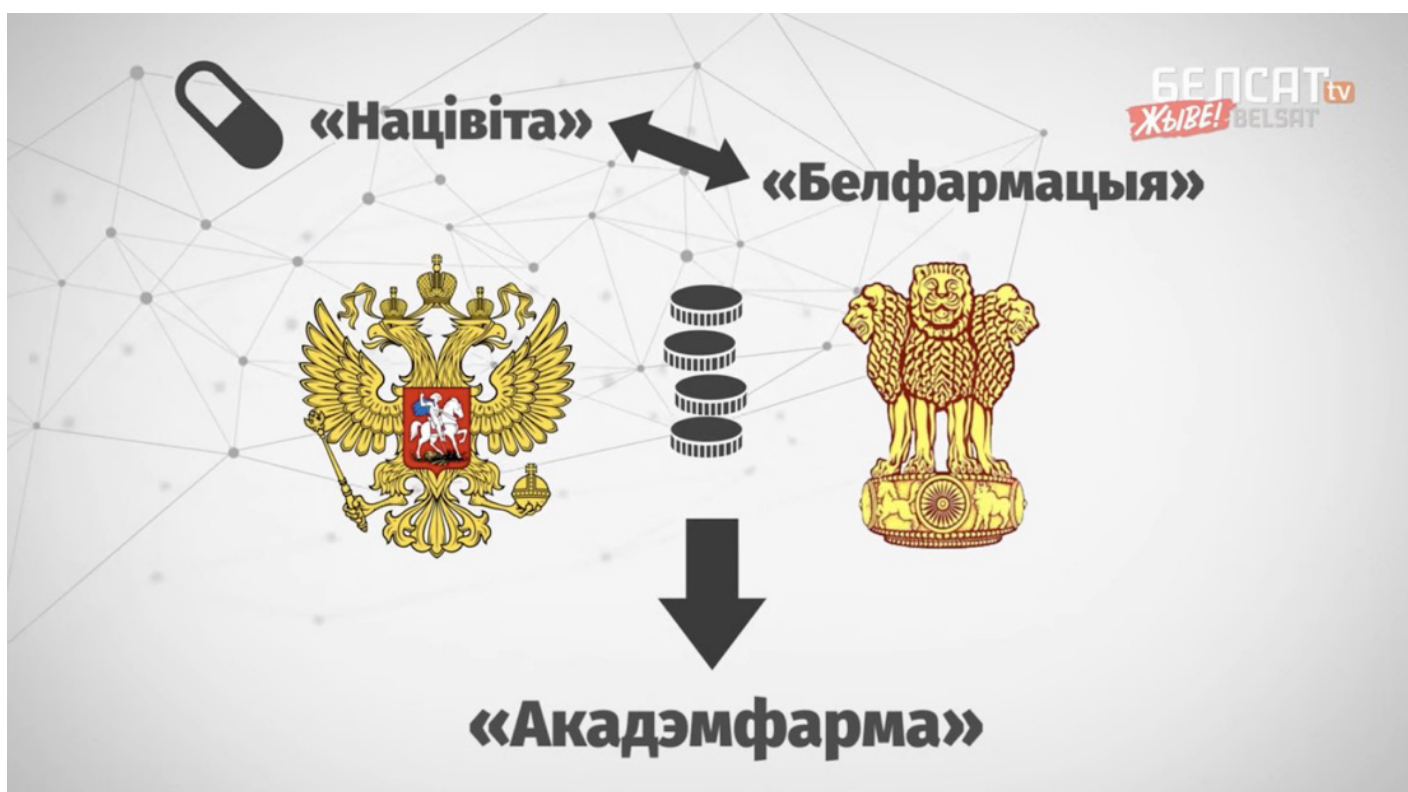 «Націвіта»
БЕЛСАТ tv
ЖЫВЕ! BELSAT
«Белфармацыя»
«Акадэмфарма»